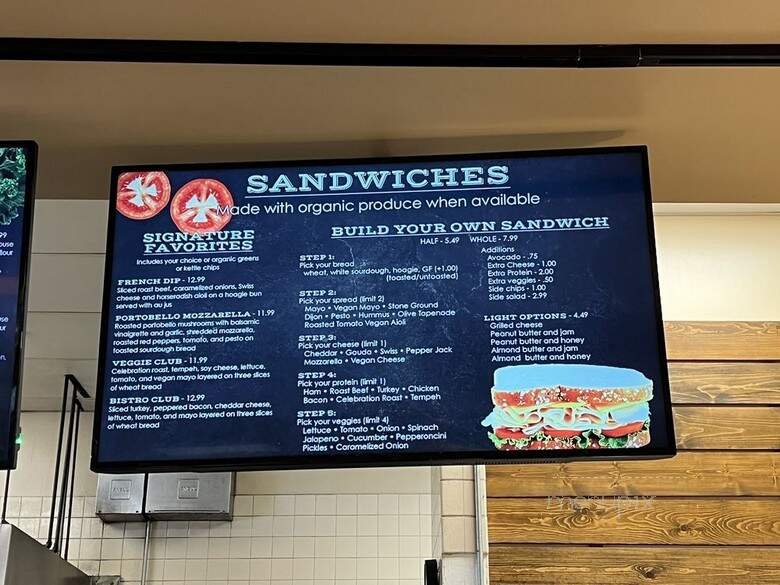 SANDWICHES
Made with organic produce when available
SIGNATURE
FAVORITES
Includes your choice or organic greens
or kettle chips
FRENCH DIP - 12.99
Sliced roast beef, caramelized onions, Swiss
cheese and horseradish aioli on a hoagie bun
served with au jus
PORTOBELLO MOZZARELLA - 11.99
Roasted portobello mushrooms with balsamic
vinaigrette and garlic, shredded mozzarella,
roasted red peppers, tomato, and pesto on
toasted sourdough bread
VEGGIE CLUB - 11.99
Celebration roast, tempeh, soy cheese, lettuce,
tomato, and vegan mayo layered on three slices
of wheat bread
BISTRO CLUB - 12.99
Sliced turkey, peppered bacon, cheddar cheese,
lettuce, tomato, and mayo layered on three slices
of wheat bread
BUILD YOUR OWN SANDWICH
HALF - 5.49 WHOLE - 7.99
STEP 1:
Pick your bread
wheat, white sourdough, hoagie, GF (+1.00)
(toasted/untoasted)
STEP 2:
Pick your spread (limit 2)
Mayo • Vegan Mayo • Stone Ground
Dijon • Pesto • Hummus • Olive Tapenade
Roasted Tomato Vegan Aioli
STEP 3:
Pick your cheese (limit 1)
Cheddar • Gouda • Swiss • Pepper Jack
Mozzarella • Vegan Cheese
STEP 4:
Pick your protein (limit 1)
Ham • Roast Beef • Turkey • Chicken
Bacon • Celebration Roast • Tempeh
STEP 5:
Pick your veggies (limit 4)
Lettuce • Tomato • Onion • Spinach
Jalapeno • Cucumber • Pepperoncini
Pickles • Caramelized Onion
Additions
Avocado - .75
Extra Cheese - 1.00
Extra Protein - 2.00
Extra veggies - .50
Side chips - 1.00
Side salad - 2.99
LIGHT OPTIONS - 4.49
Grilled cheese
Peanut butter and jam
Peanut butter and honey
Almond butter and jam
Almond butter and honey
menupix